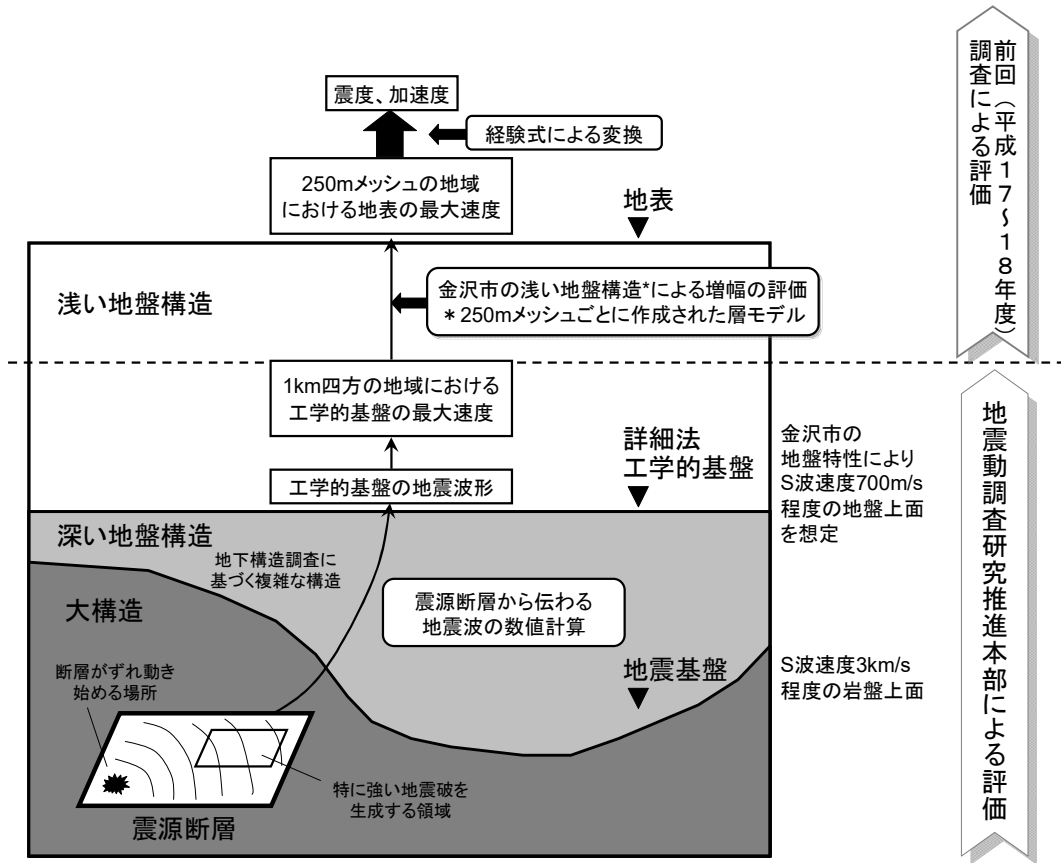 震度、加速度
経験式による変換
250mメッシュの地域
における地表の最大速度
地表
浅い地盤構造
金沢市の浅い地盤構造*による増幅の評価
*250mメッシュごとに作成された層モデル
1km四方の地域における
工学的基盤の最大速度
詳細法
工学的基盤
工学的基盤の地震波形
金沢市の
地盤特性により
S波速度700m/s
程度の地盤上面
を想定
深い地盤構造
地下構造調査に
基づく複雑な構造
大構造
震源断層から伝わる
地震波の数値計算
断層がずれ動き
始める場所
地震基盤
S波速度3km/s
程度の岩盤上面
特に強い地震破を
生成する領域
震源断層
前回(平成17~18年度)
調査による評価
地震動調査研究推進本部による評価